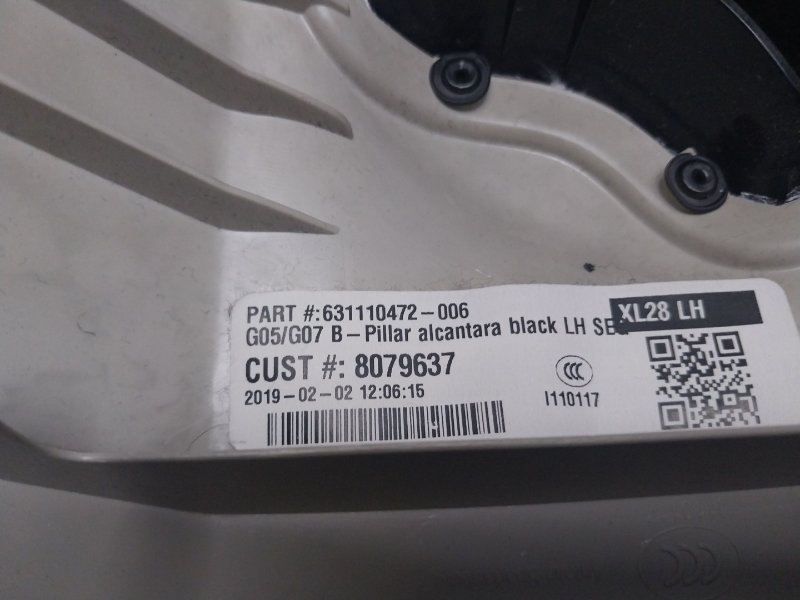 PART #:631110472-006
G05/G07 B-Pillar alcantara black LH
XL28 LH
CUST #: 8079637
2019-02-02 12:06:15
CCC
I110117